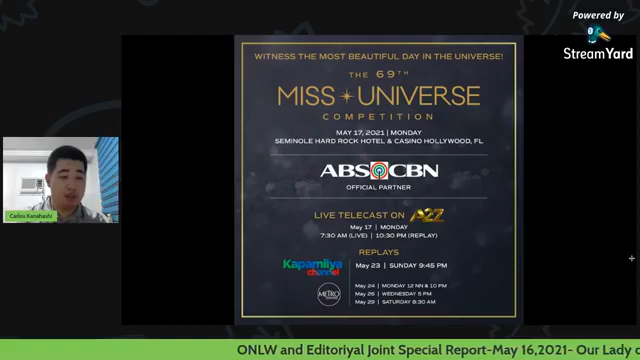 Powered by
StreamYard
WITNESS THE MOST BEAUTIFUL DAY IN THE UNIVERSE!
THE 69TH
MISS UNIVERSE
COMPETITION
MAY 17, 2021 | MONDAY
SEMINOLE HARD ROCK HOTEL & CASINO HOLLYWOOD, FL
ABS-CBN
OFFICIAL PARTNER
LIVE TELECAST ON A2Z
May 17 | MONDAY
7:30 AM (LIVE) | 10:30 PM (REPLAY)
REPLAYS
Kapamilya
channel
May 23 | SUNDAY 9:45 PM
METRO
May 24 | MONDAY 12 NN & 10 PM
May 26 | WEDNESDAY 5 PM
May 29 | SATURDAY 8:30 AM
Carlos Kanahashi
ONLW and Editoriyal Joint Special Report-May 16,2021- Our Lady o